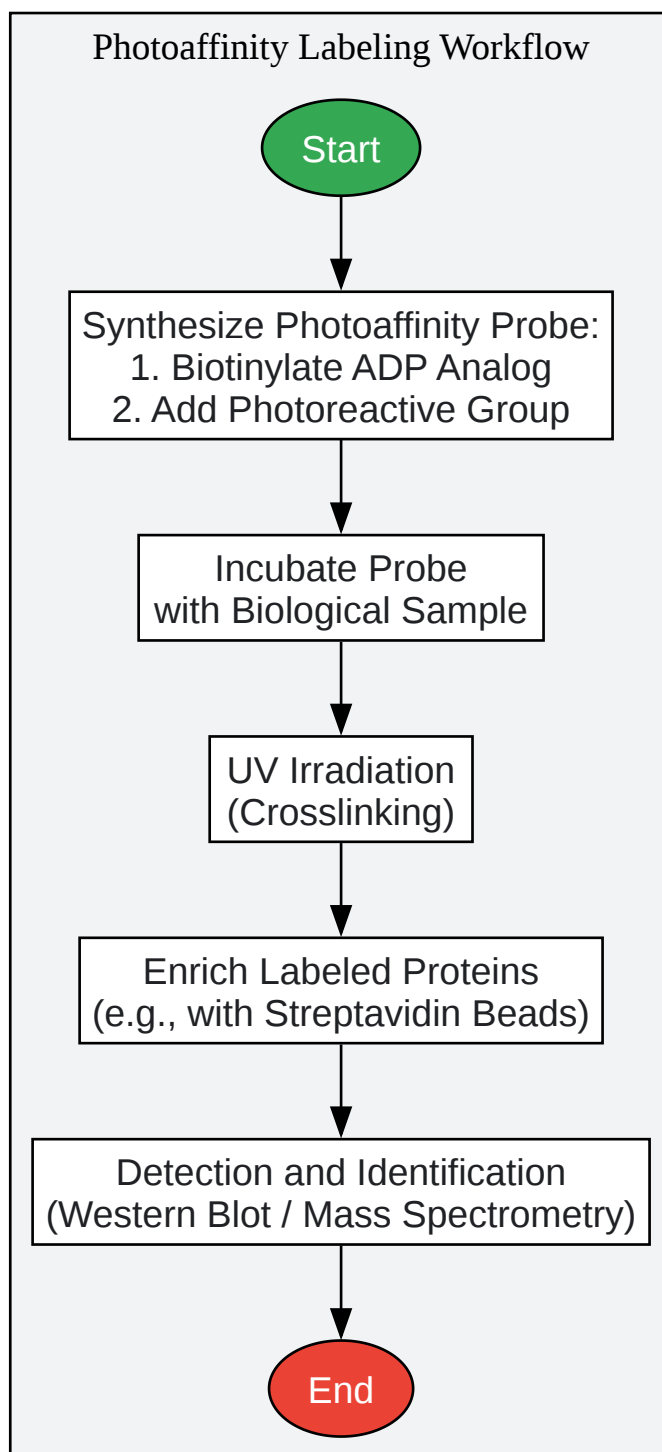 Photoaffinity Labeling Workflow
Start
Synthesize Photoaffinity Probe:
1. Biotinylate ADP Analog
2. Add Photoreactive Group
Incubate Probe
with Biological Sample
UV Irradiation
(Crosslinking)
Enrich Labeled Proteins
(e.g., with Streptavidin Beads)
Detection and Identification
(Western Blot / Mass Spectrometry)
End